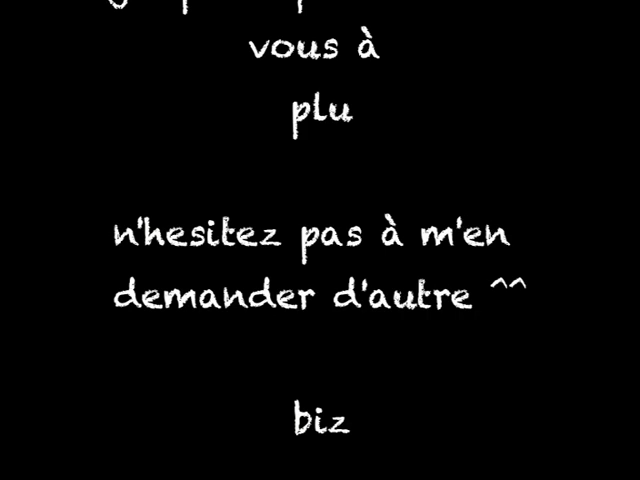 vous à
plu
n'hesitez pas à m'en
demander d'autre ^^
biz